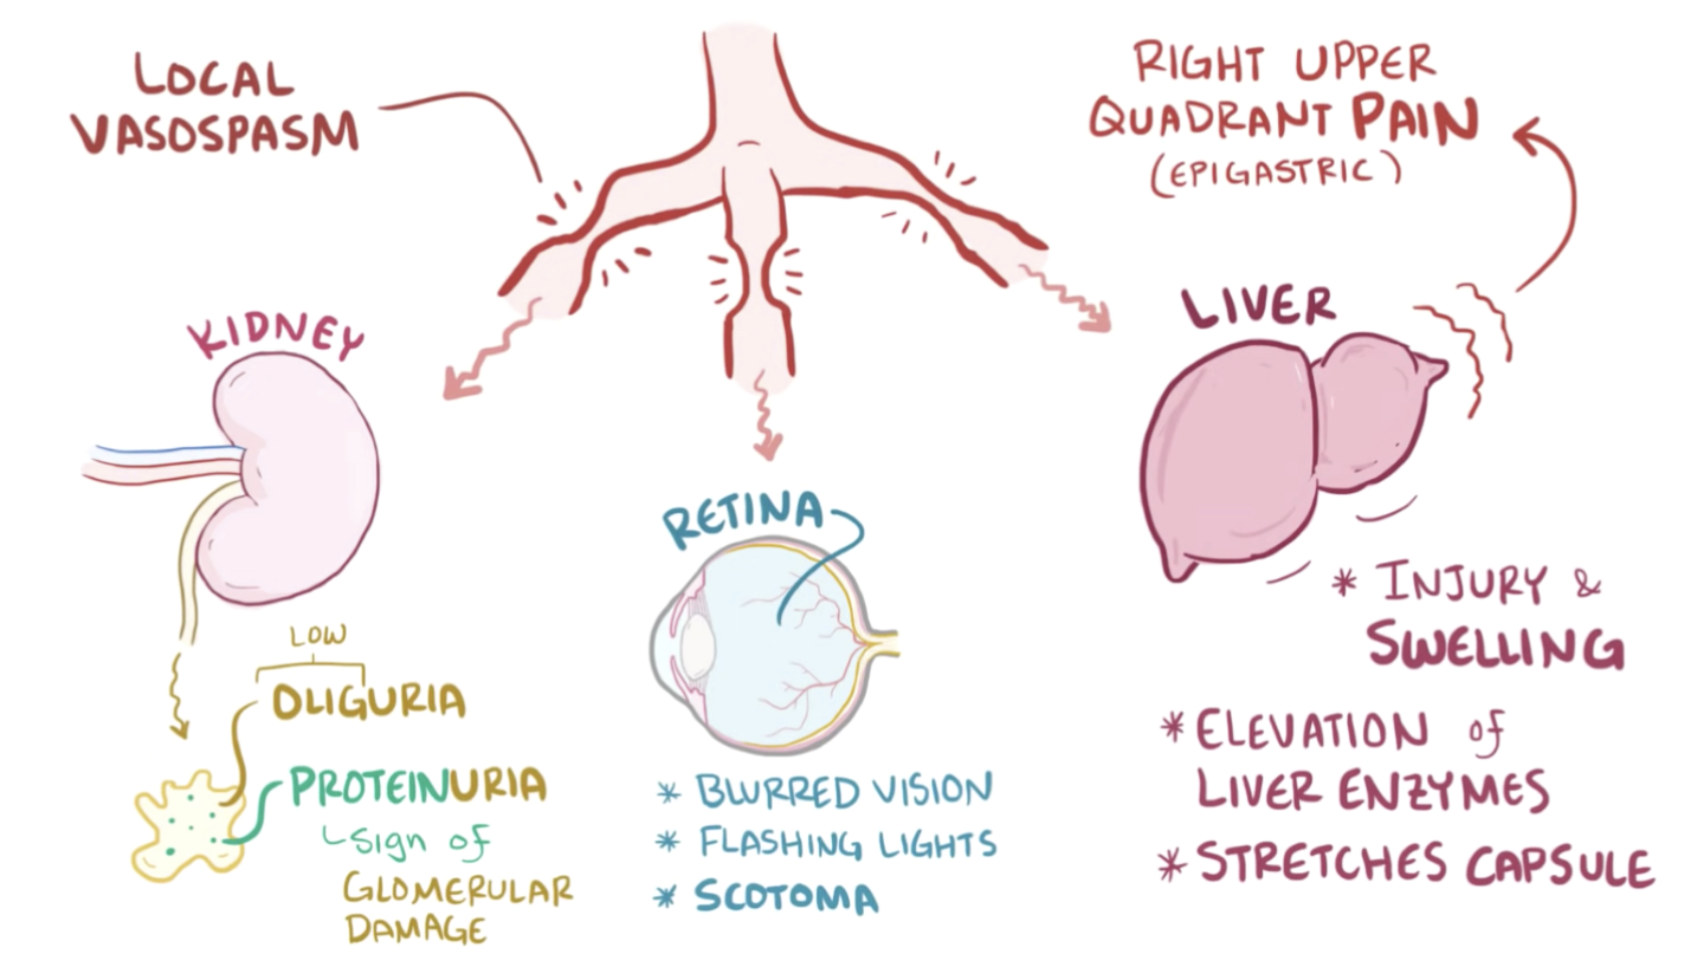 LOCAL
VASOSPASM
RIGHT UPPER
QUADRANT PAIN
(EPIGASTRIC)
KIDNEY
LOW
OLIGURIA
PROTEINURIA
Sign of
GLOMERULAR
DAMAGE
RETINA
* BLURRED VISION
* FLASHING LIGHTS
* SCOTOMA
LIVER
* INJURY &
SWELLING
* ELEVATION of
LIVER ENZYMES
* STRETCHES CAPSULE